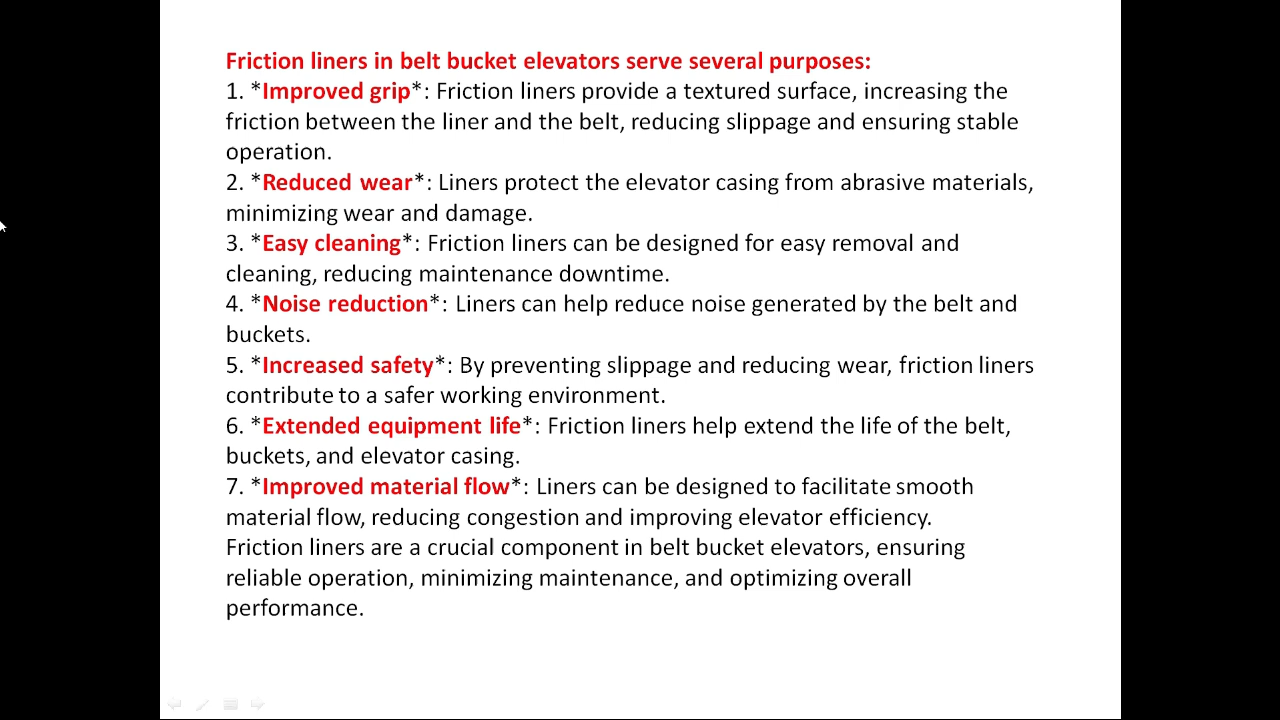 Friction liners in belt bucket elevators serve several purposes:
1. *Improved grip*: Friction liners provide a textured surface, increasing the
friction between the liner and the belt, reducing slippage and ensuring stable
operation.
2. *Reduced wear*: Liners protect the elevator casing from abrasive materials,
minimizing wear and damage.
3. *Easy cleaning*: Friction liners can be designed for easy removal and
cleaning, reducing maintenance downtime.
4. *Noise reduction*: Liners can help reduce noise generated by the belt and
buckets.
5. *Increased safety*: By preventing slippage and reducing wear, friction liners
contribute to a safer working environment.
6. *Extended equipment life*: Friction liners help extend the life of the belt,
buckets, and elevator casing.
7. *Improved material flow*: Liners can be designed to facilitate smooth
material flow, reducing congestion and improving elevator efficiency.
Friction liners are a crucial component in belt bucket elevators, ensuring
reliable operation, minimizing maintenance, and optimizing overall
performance.